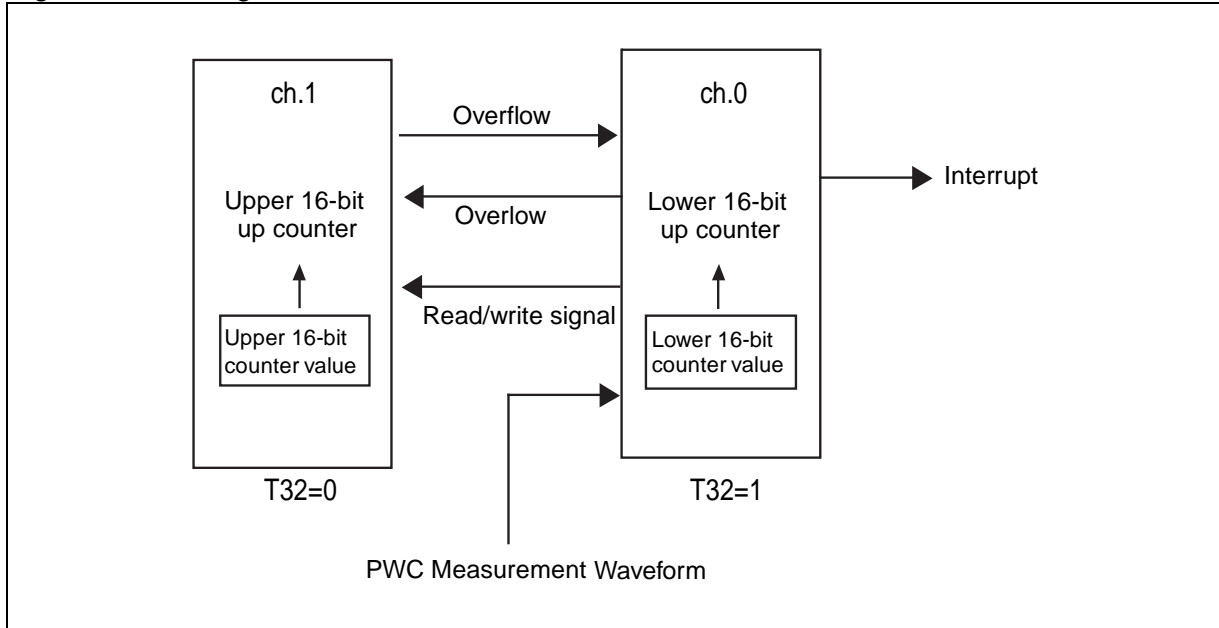 ch.1
Upper 16-bit
up counter
Upper 16-bit
counter value
T32=0
Overflow
Overlow
Read/write signal
ch.0
Lower 16-bit
up counter
Lower 16-bit
counter value
T32=1
Interrupt
PWC Measurement Waveform